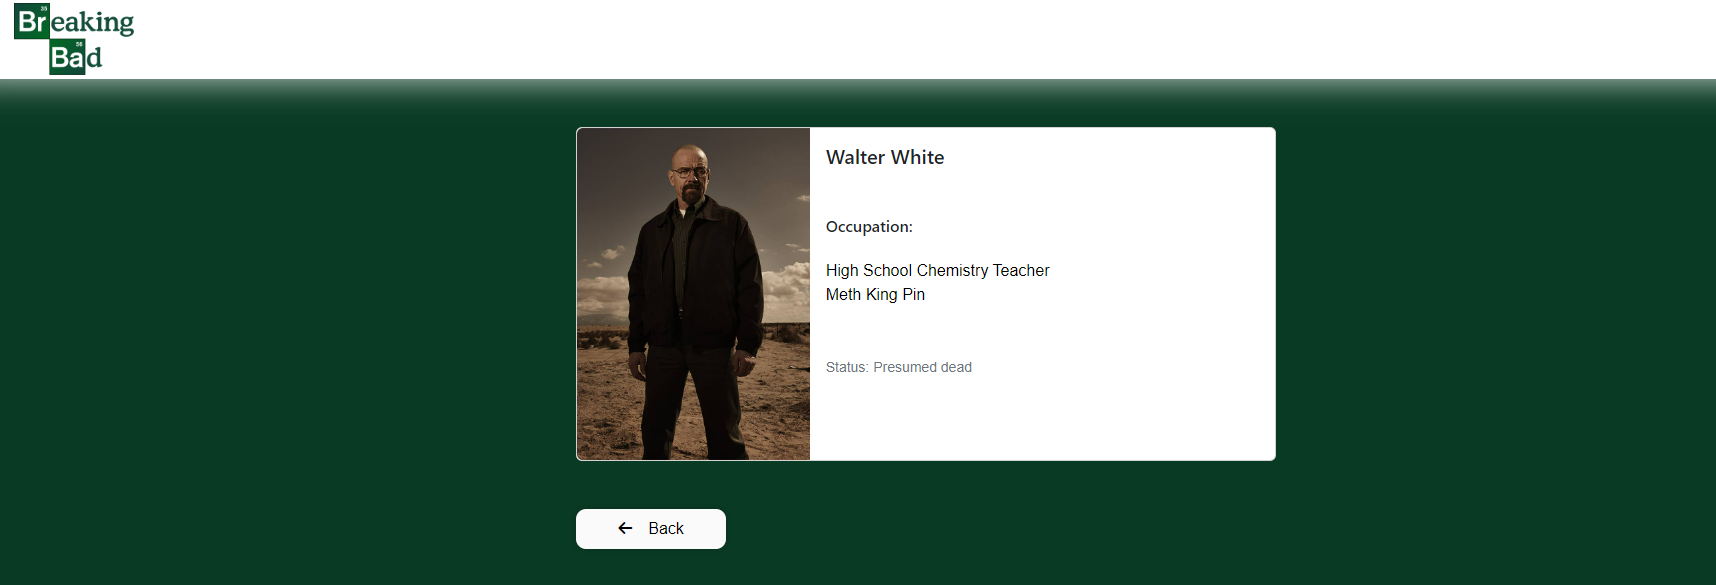 Breaking
35
Bad
56
Walter White
Occupation:
High School Chemistry Teacher
Meth King Pin
Status: Presumed dead
Back